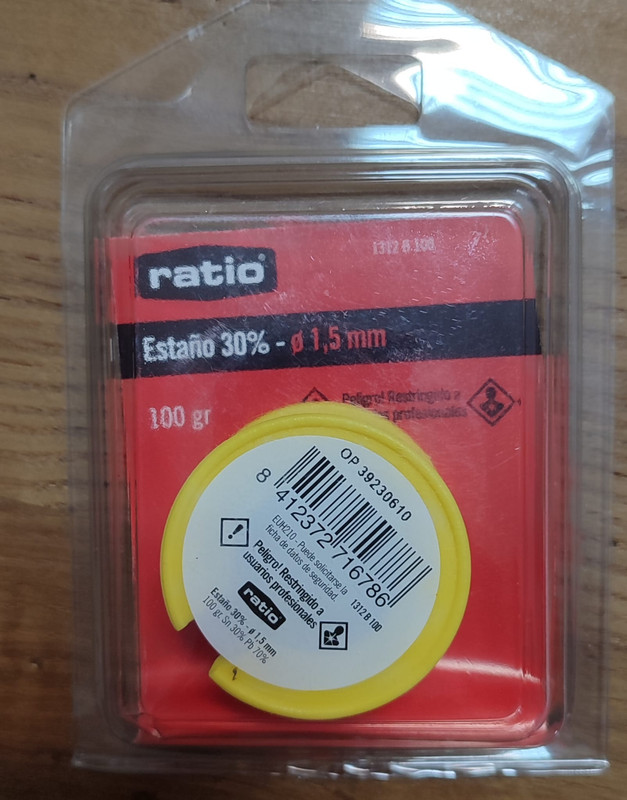 ratio
1312 B 100
Estaño 30% - ø 1,5 mm
100 gr
Peligro! Restringido a
profesionales
OP 39230610
8 412372 716786
1312 B 100
EUH210 - Puede solicitarse la
ficha de datos de seguridad.
Peligro! Restringido a
usuarios profesionales
ratio
Estaño 30% - ø 1,5 mm
100 gr. Sn 30% Pb 70%